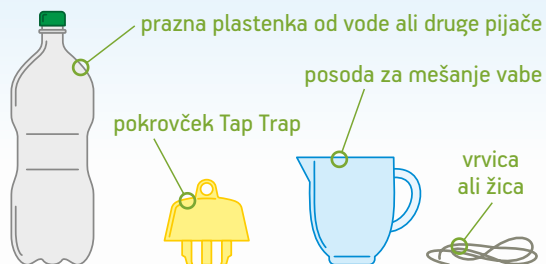 prazna plastenka od vode ali druge pijače
posoda za mešanje vabe
pokrovček Tap Trap
vrvica
ali žica